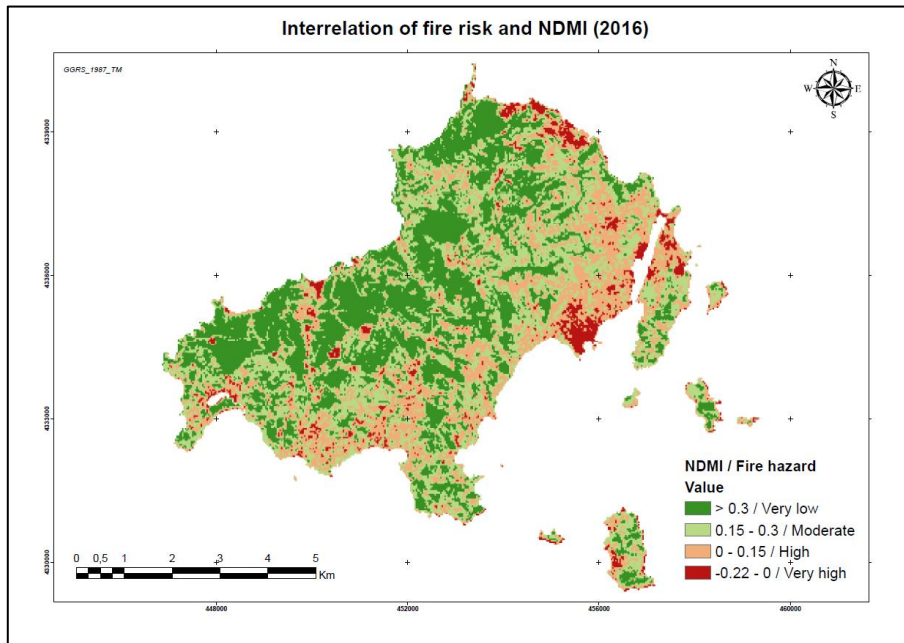 Interrelation of fire risk and NDMI (2016)
GGRS_1987_TM
N
W E
S
4339000
4336000
4333000
4330000
NDMI / Fire hazard
Value
> 0.3 / Very low
0.15 - 0.3 / Moderate
0 - 0.15 / High
-0.22 - 0 / Very high
0 0,5 1 2 3 4 5
Km
448000 452000 456000 460000